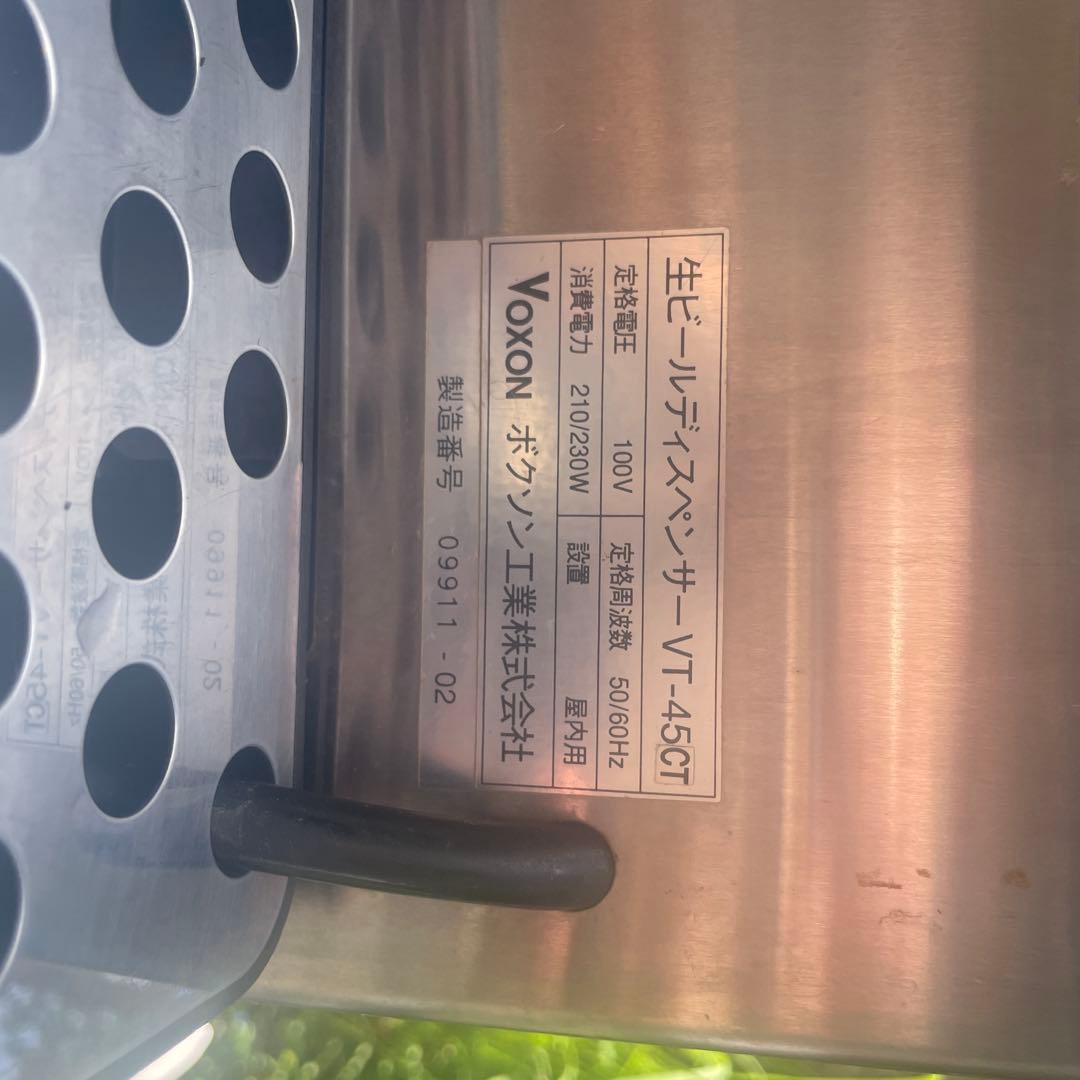 生ビールディスペンサー VT-45CT
定格電圧 100V 定格周波数 50/60Hz
消費電力 210/230W 設置 屋内用
VOXON ボクソン工業株式会社
製造番号 09911-02